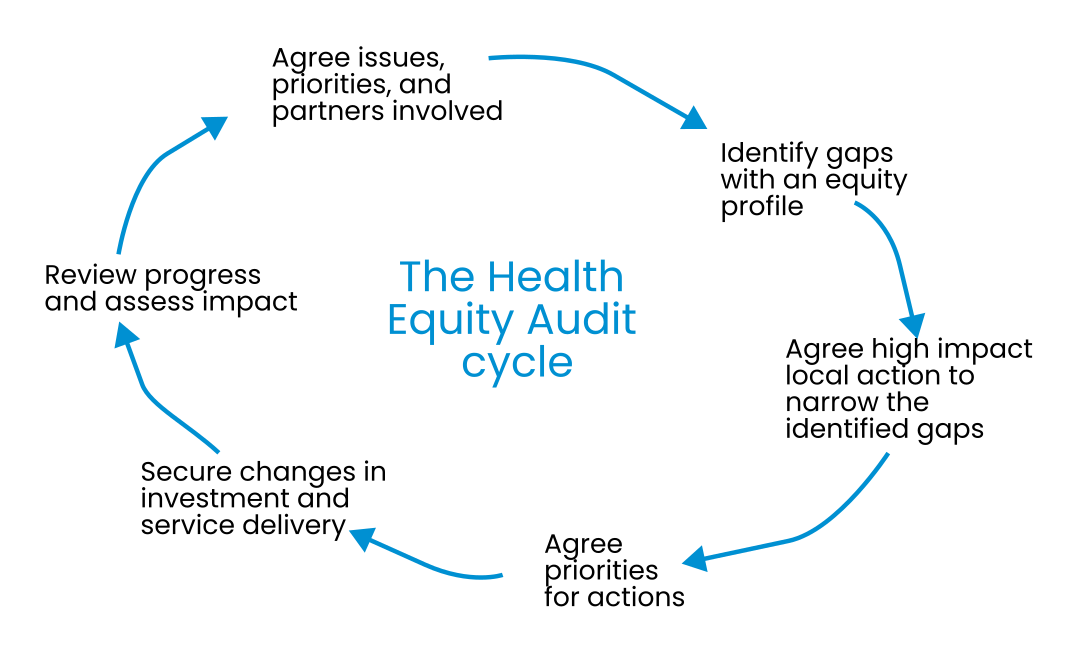 Agree issues,
priorities, and
partners involved
Identify gaps
with an equity
profile
Agree high impact
local action to
narrow the
identified gaps
Agree
priorities
for actions
Secure changes in
investment and
service delivery
Review progress
and assess impact
The Health
Equity Audit
cycle